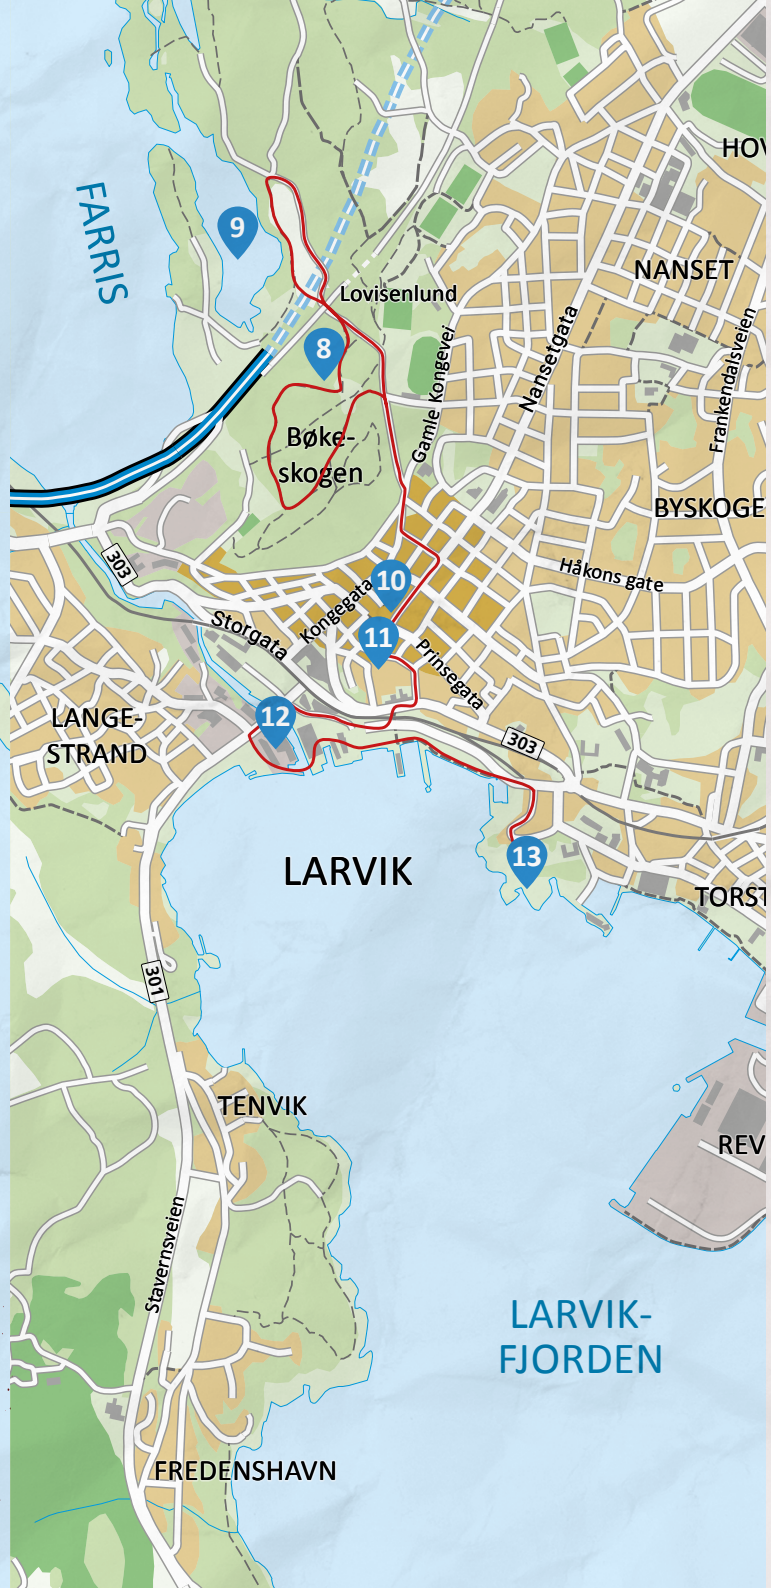 HOV
FARRIS
9
NANSET
Lovisenlund
8
Gamle Kongevei
Nansetgata
Frankendalsveien
Bøke-
skogen
BYSKOGE
303
Håkons gate
10
Kongegata
11
Storgata
Prinsegata
LANGE-
STRAND
12
303
LARVIK
13
TORST
301
TENVIK
REV
Stavernsveien
LARVIK-
FJORDEN
FREDENSHAVN